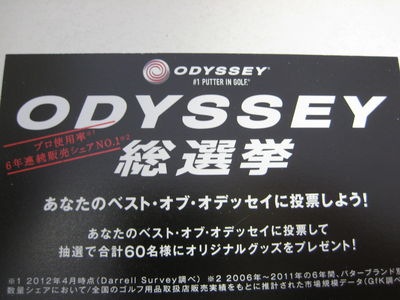 ODYSSEY®
#1 PUTTER IN GOLF.
ODYSSEY
プロ使用率※1
6年連続販売シェアNO.1※2
総選挙
あなたのベスト・オブ・オデッセイに投票しよう!
あなたのベスト・オブ・オデッセイに投票して
抽選で合計60名様にオリジナルグッズをプレゼント!
※1 2012年4月時点(Darrell Survey調べ) ※2 2006年~2011年の6年間、パターブランド別
数量シェアにおいて/全国のゴルフ用品取扱店販売実績をもとに推計された市場規模データ(GfK調べ